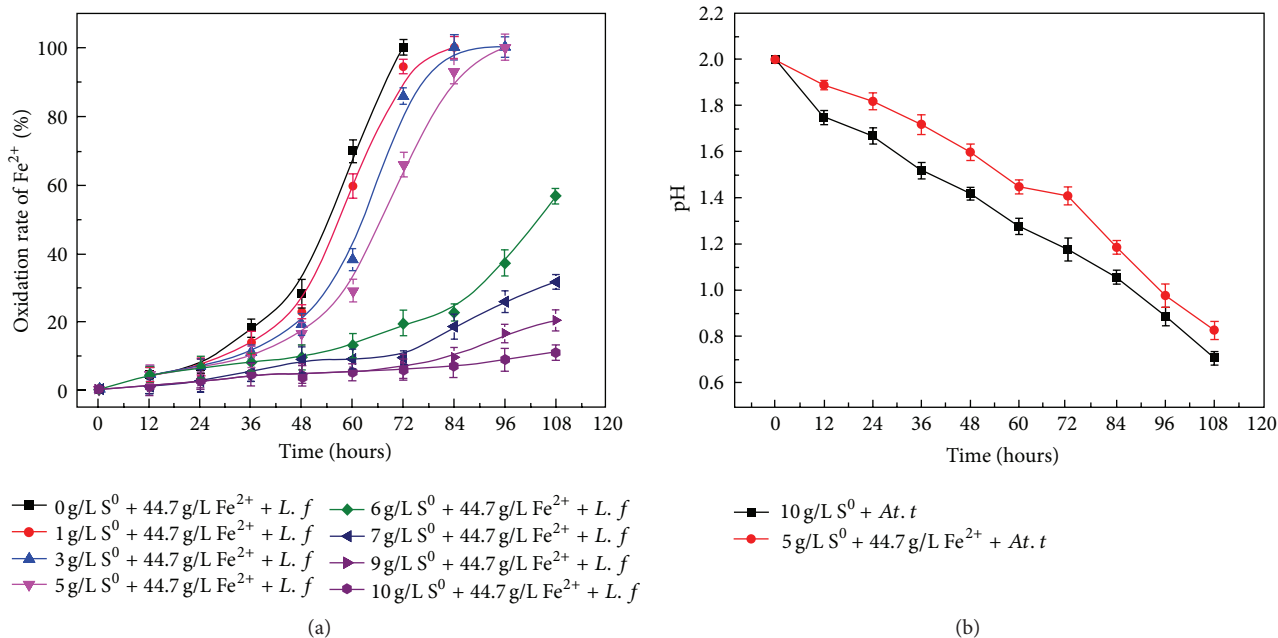 100
80
60
40
20
0
Oxidation rate of Fe²⁺ (%)
0 12 24 36 48 60 72 84 96 108 120
Time (hours)
0 g/L S⁰ + 44.7 g/L Fe²⁺ + L. f
1 g/L S⁰ + 44.7 g/L Fe²⁺ + L. f
3 g/L S⁰ + 44.7 g/L Fe²⁺ + L. f
5 g/L S⁰ + 44.7 g/L Fe²⁺ + L. f
6 g/L S⁰ + 44.7 g/L Fe²⁺ + L. f
7 g/L S⁰ + 44.7 g/L Fe²⁺ + L. f
9 g/L S⁰ + 44.7 g/L Fe²⁺ + L. f
10 g/L S⁰ + 44.7 g/L Fe²⁺ + L. f
(a)
2.2
2.0
1.8
1.6
1.4
1.2
1.0
0.8
0.6
pH
0 12 24 36 48 60 72 84 96 108 120
Time (hours)
10 g/L S⁰ + At. t
5 g/L S⁰ + 44.7 g/L Fe²⁺ + At. t
(b)